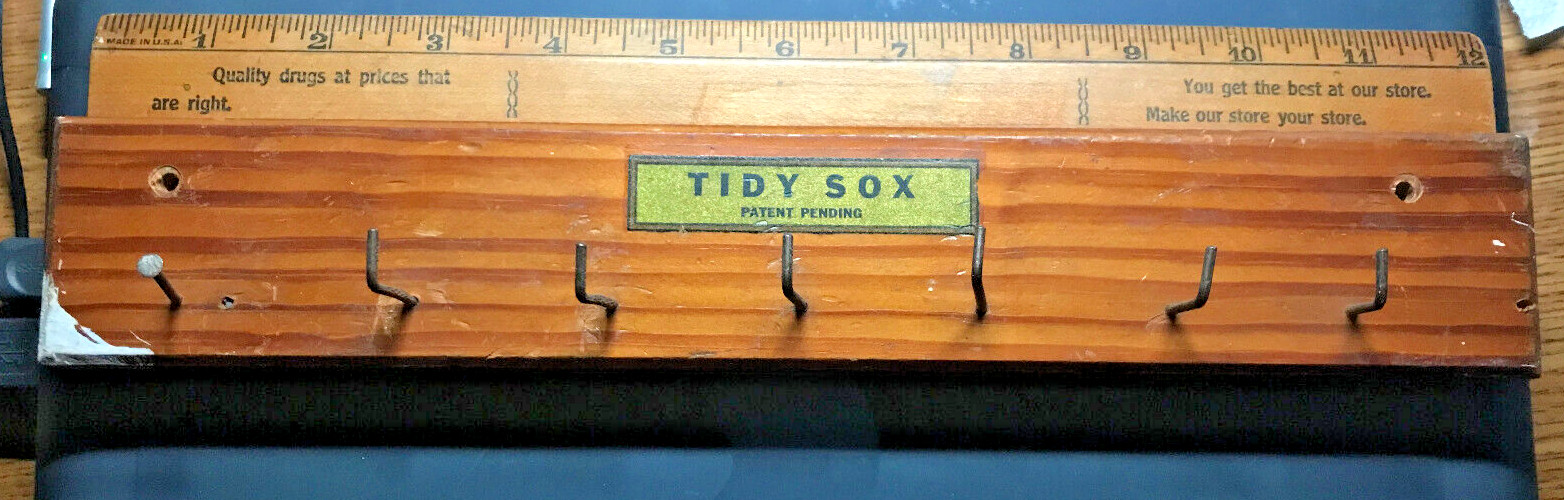 MADE IN U.S.A.
1 2 3 4 5 6 7 8 9 10 11 12
Quality drugs at prices that
are right.
You get the best at our store.
Make our store your store.
TIDY SOX
PATENT PENDING